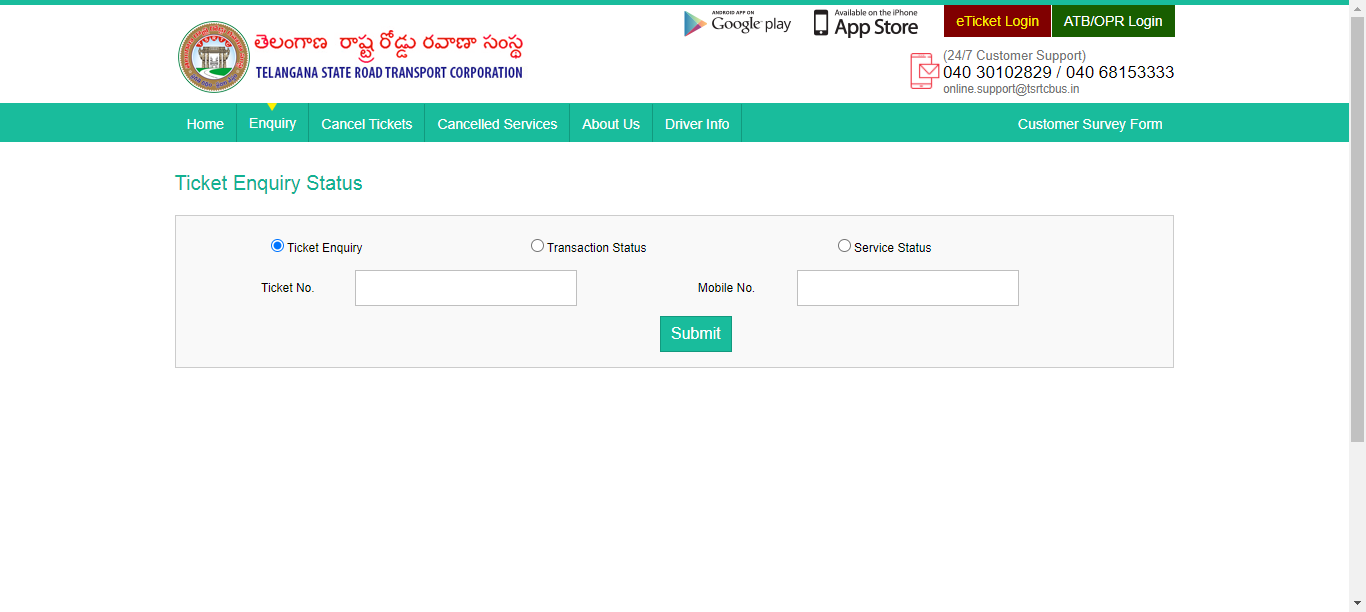 తెలంగాణ రాష్ట్ర రోడ్డు రవాణా సంస్థ
TELANGANA STATE ROAD TRANSPORT CORPORATION
ANDROID APP ON
Google play
Available on the iPhone
App Store
eTicket Login
ATB/OPR Login
(24/7 Customer Support)
040 30102829 / 040 68153333
online.support@tsrtcbus.in
Home
Enquiry
Cancel Tickets
Cancelled Services
About Us
Driver Info
Customer Survey Form
Ticket Enquiry Status
Ticket Enquiry
Transaction Status
Service Status
Ticket No.
Mobile No.
Submit